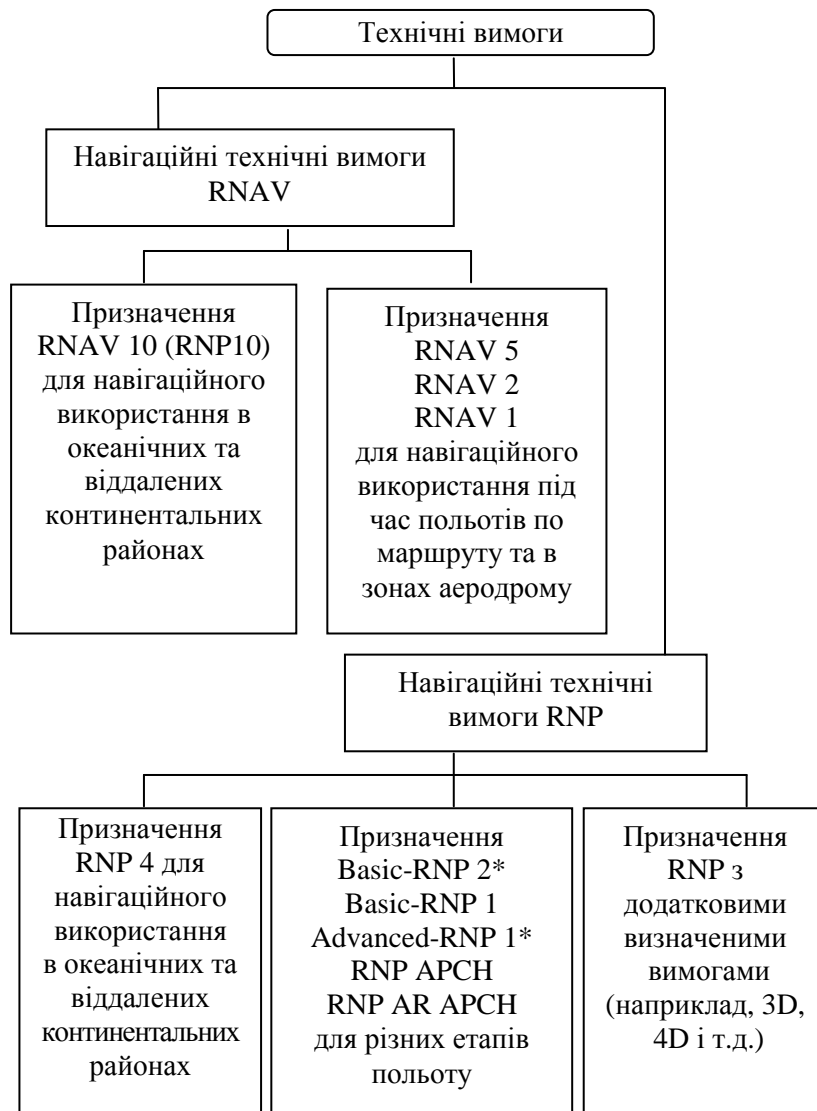 Технічні вимоги
Навігаційні технічні вимоги
RNAV
Призначення
RNAV 10 (RNP10)
для навігаційного
використання в
океанічних та
віддалених
континентальних
районах
Призначення
RNAV 5
RNAV 2
RNAV 1
для навігаційного
використання під
час польотів по
маршруту та в
зонах аеродрому
Навігаційні технічні
вимоги RNP
Призначення
RNP 4 для
навігаційного
використання
в океанічних та
віддалених
континентальних
районах
Призначення
Basic-RNP 2*
Basic-RNP 1
Advanced-RNP 1*
RNP APCH
RNP AR APCH
для різних етапів
польоту
Призначення
RNP з
додатковими
визначеними
вимогами
(наприклад, 3D,
4D і т.д.)